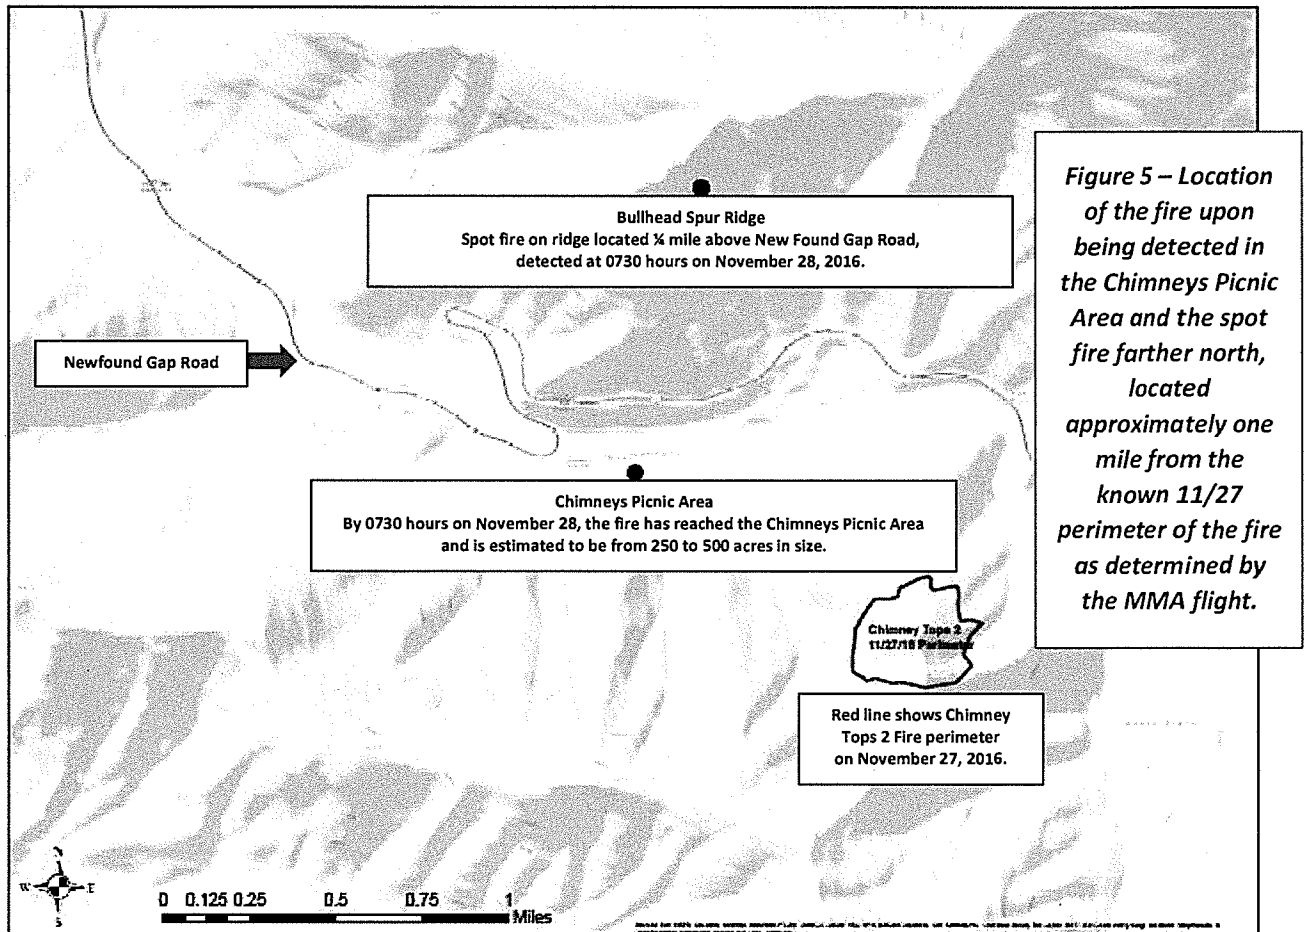 Bullhead Spur Ridge
Spot fire on ridge located ¼ mile above New Found Gap Road,
detected at 0730 hours on November 28, 2016.
Figure 5 – Location
of the fire upon
being detected in
the Chimneys Picnic
Area and the spot
fire farther north,
located
approximately one
mile from the
known 11/27
perimeter of the fire
as determined by
the MMA flight.
Newfound Gap Road
Chimneys Picnic Area
By 0730 hours on November 28, the fire has reached the Chimneys Picnic Area
and is estimated to be from 250 to 500 acres in size.
Chimney Tops 2
11/27/16 Perimeter
Red line shows Chimney
Tops 2 Fire perimeter
on November 27, 2016.
N
W E
S
0 0.125 0.25 0.5 0.75 1
Miles